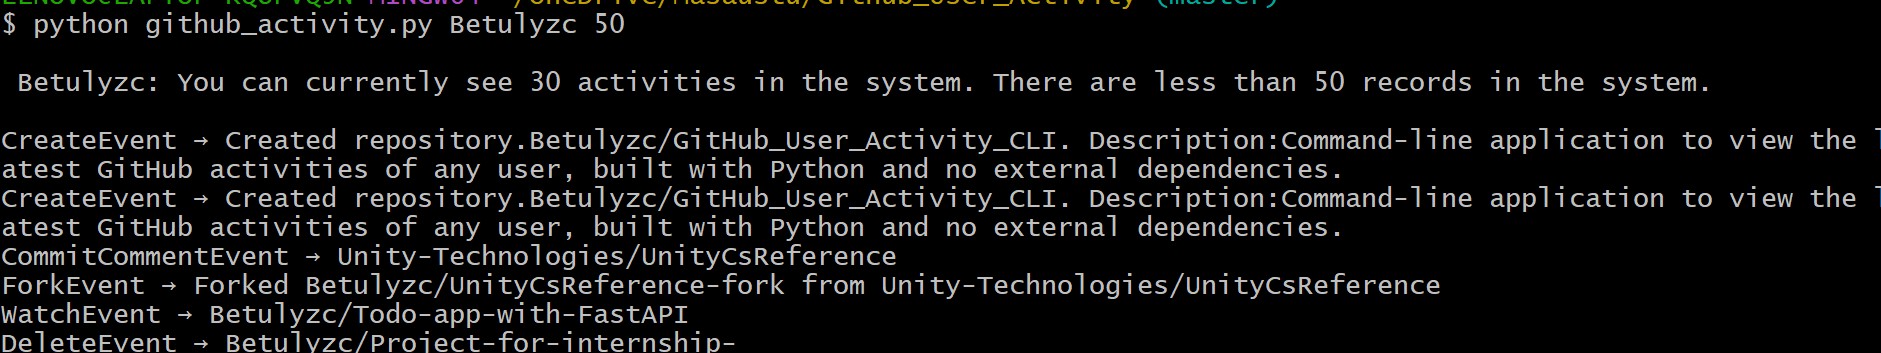 $ python github_activity.py Betulyzc 50
Betulyzc: You can currently see 30 activities in the system. There are less than 50 records in the system.
CreateEvent → Created repository.Betulyzc/GitHub_User_Activity_CLI. Description:Command-line application to view the l
atest GitHub activities of any user, built with Python and no external dependencies.
CreateEvent → Created repository.Betulyzc/GitHub_User_Activity_CLI. Description:Command-line application to view the l
atest GitHub activities of any user, built with Python and no external dependencies.
CommitCommentEvent → Unity-Technologies/UnityCsReference
ForkEvent → Forked Betulyzc/UnityCsReference-fork from Unity-Technologies/UnityCsReference
WatchEvent → Betulyzc/Todo-app-with-FastAPI
DeleteEvent → Betulyzc/Project-for-internship-